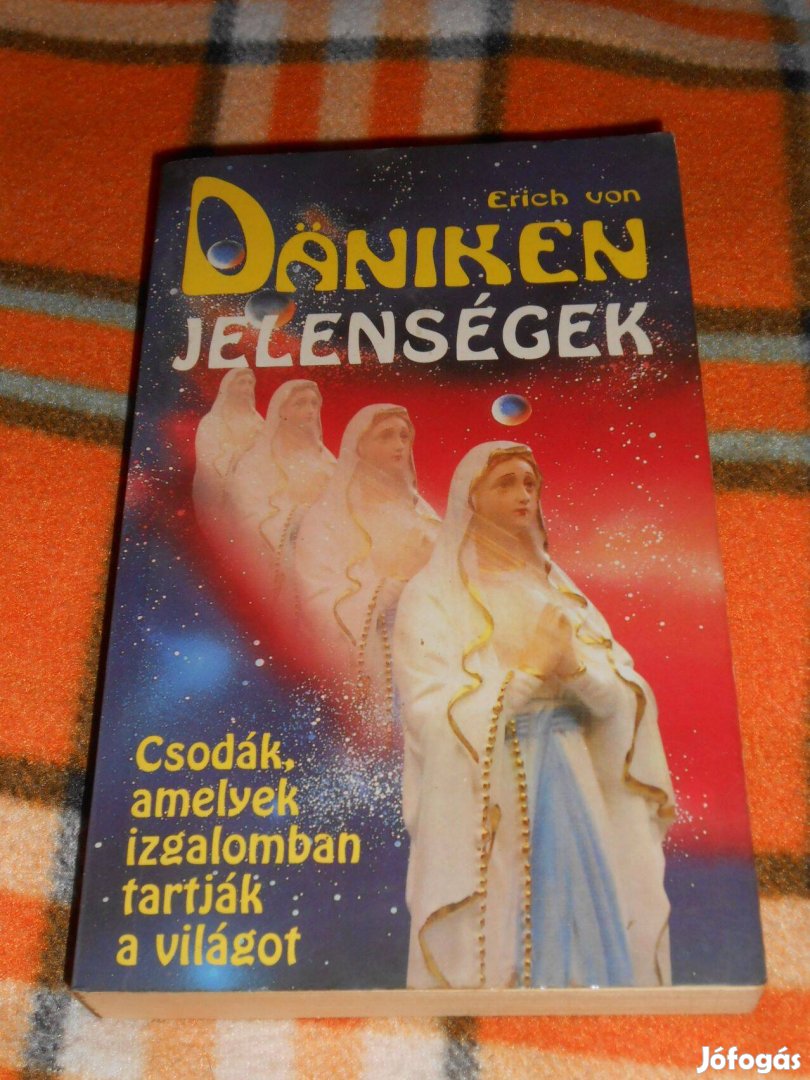 Erich von
DÄNIKEN
JELENSÉGEK
Csodák,
amelyek
izgalomban
tartják
a világot
Jófogás